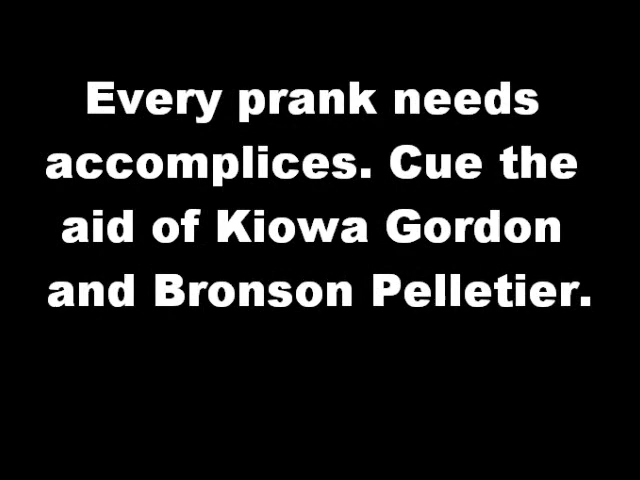 Every prank needs
accomplices. Cue the
aid of Kiowa Gordon
and Bronson Pelletier.